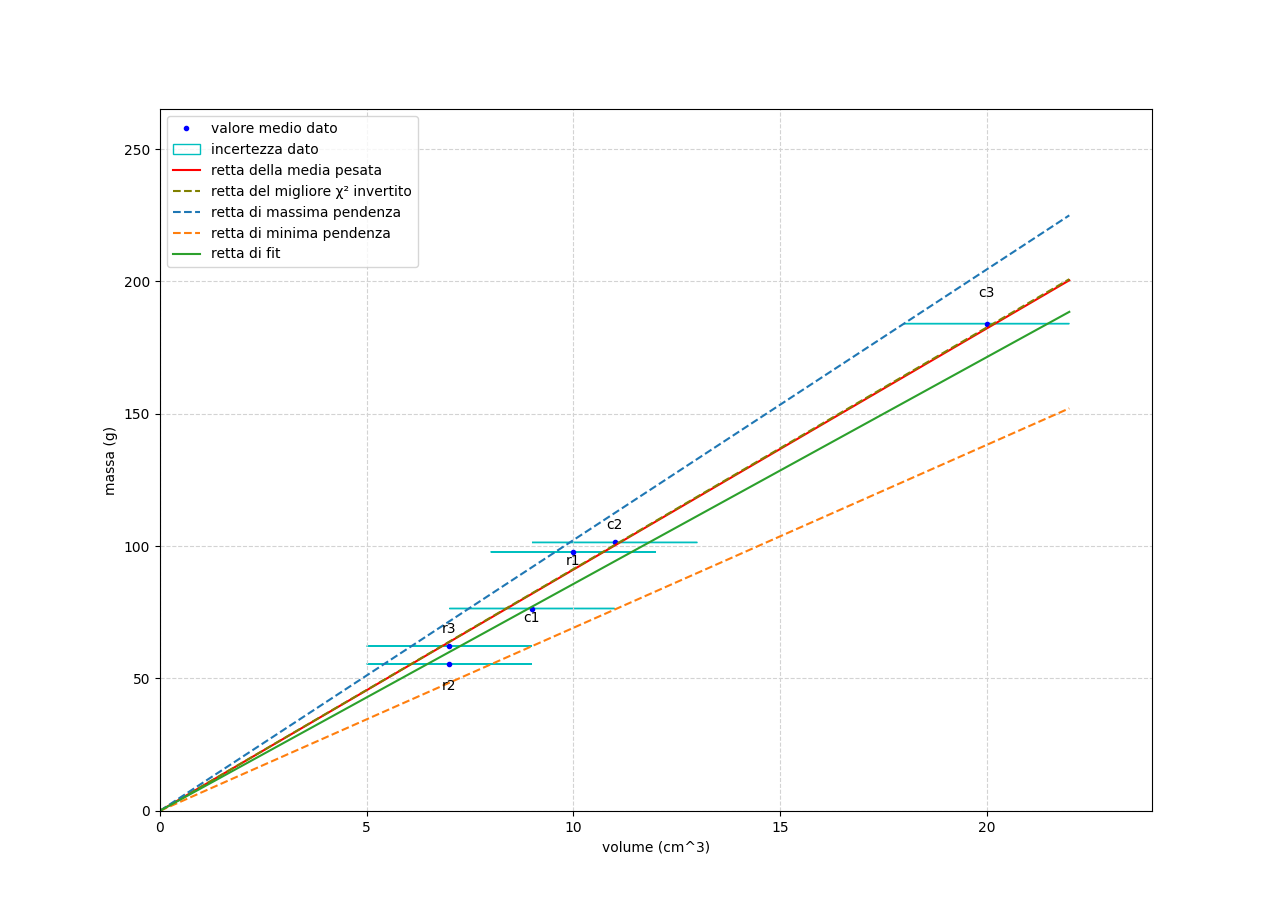 valore medio dato
incertezza dato
retta della media pesata
retta del migliore χ² invertito
retta di massima pendenza
retta di minima pendenza
retta di fit
250
200
150
100
50
0
massa (g)
c3
c2
r1
c1
r3
r2
0 5 10 15 20
volume (cm^3)